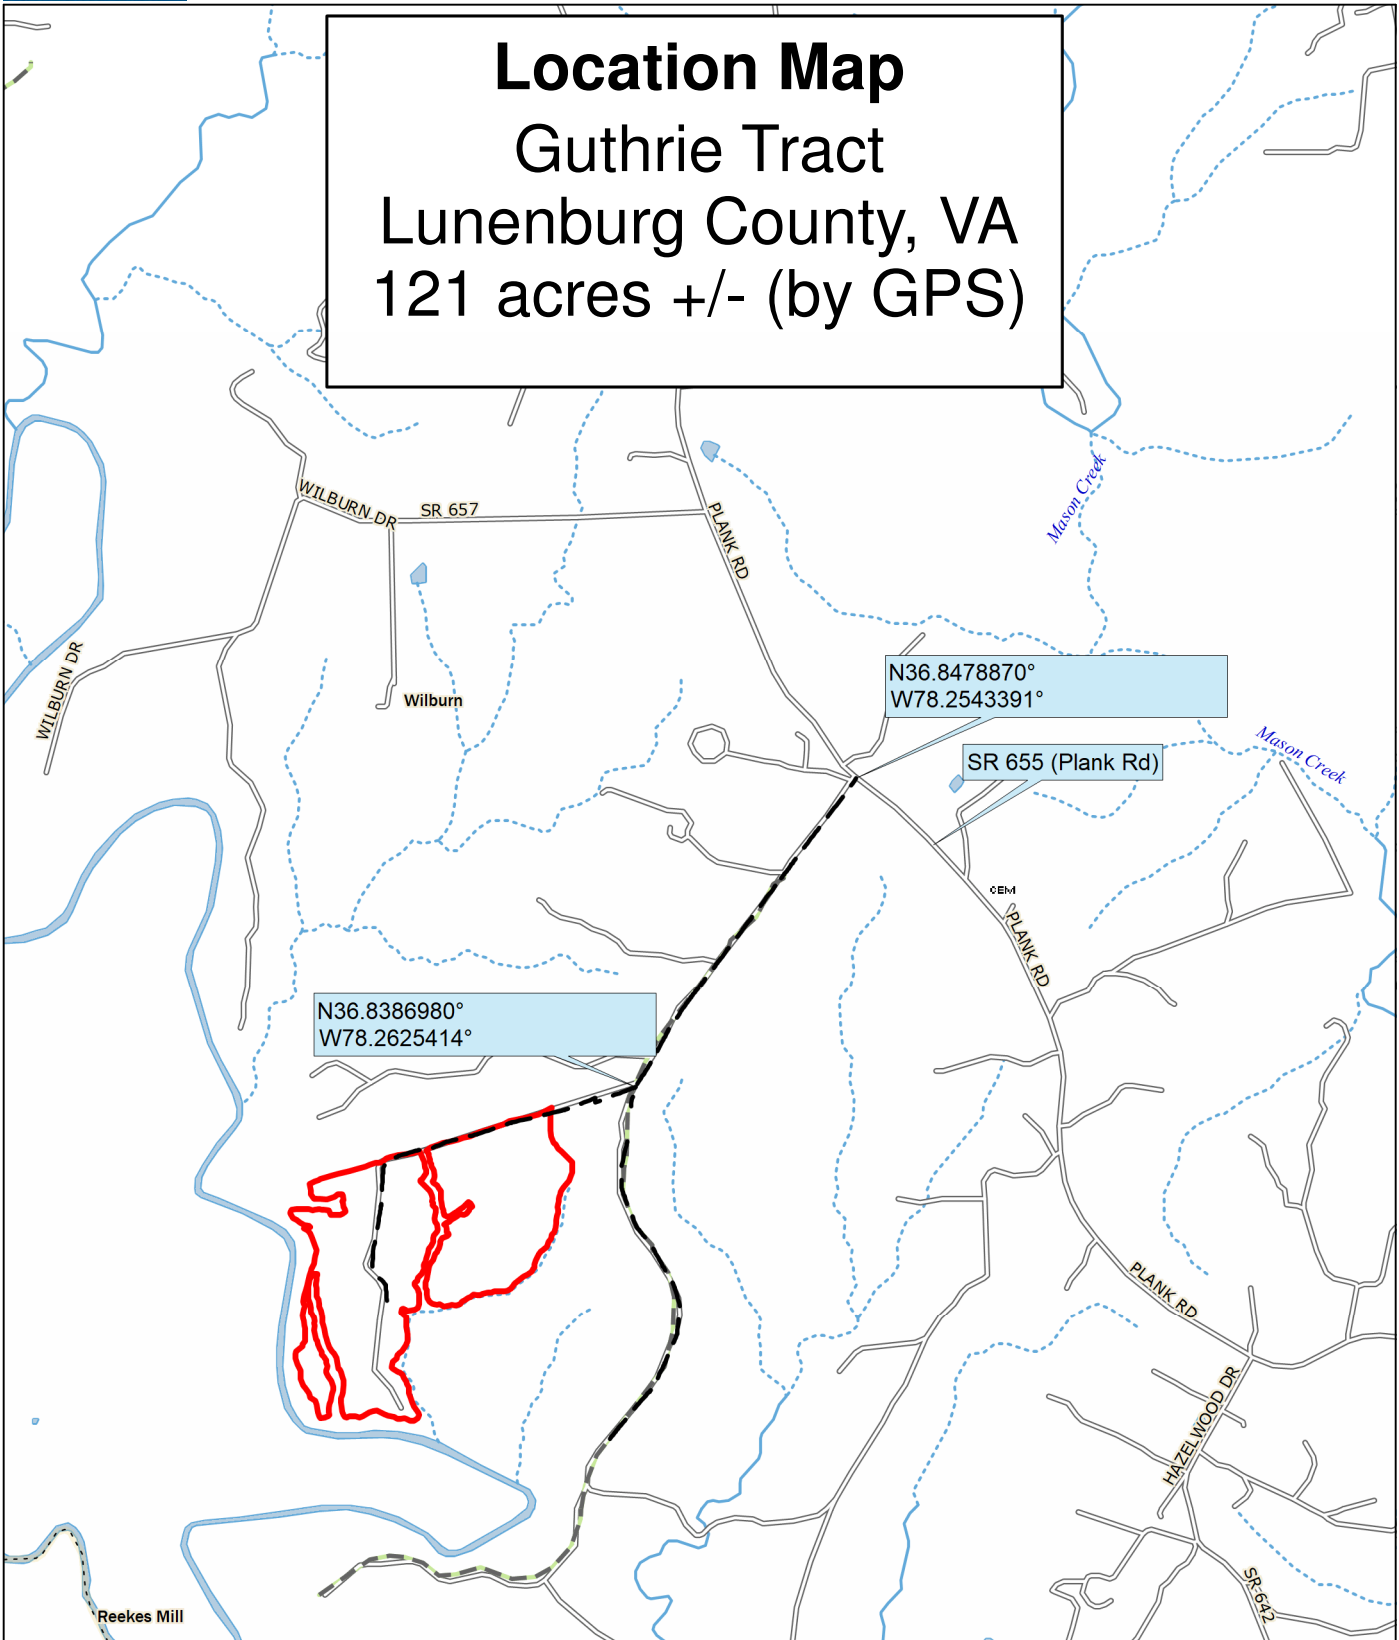 Location Map
Guthrie Tract
Lunenburg County, VA
121 acres +/- (by GPS)
Mason Creek
WILBURN DR
SR 657
PLANK RD
WILBURN DR
Wilburn
N36.8478870°
W78.2543391°
Mason Creek
SR 655 (Plank Rd)
CEM
PLANK RD
N36.8386980°
W78.2625414°
PLANK RD
HAZELWOOD DR
SR-642
Reekes Mill